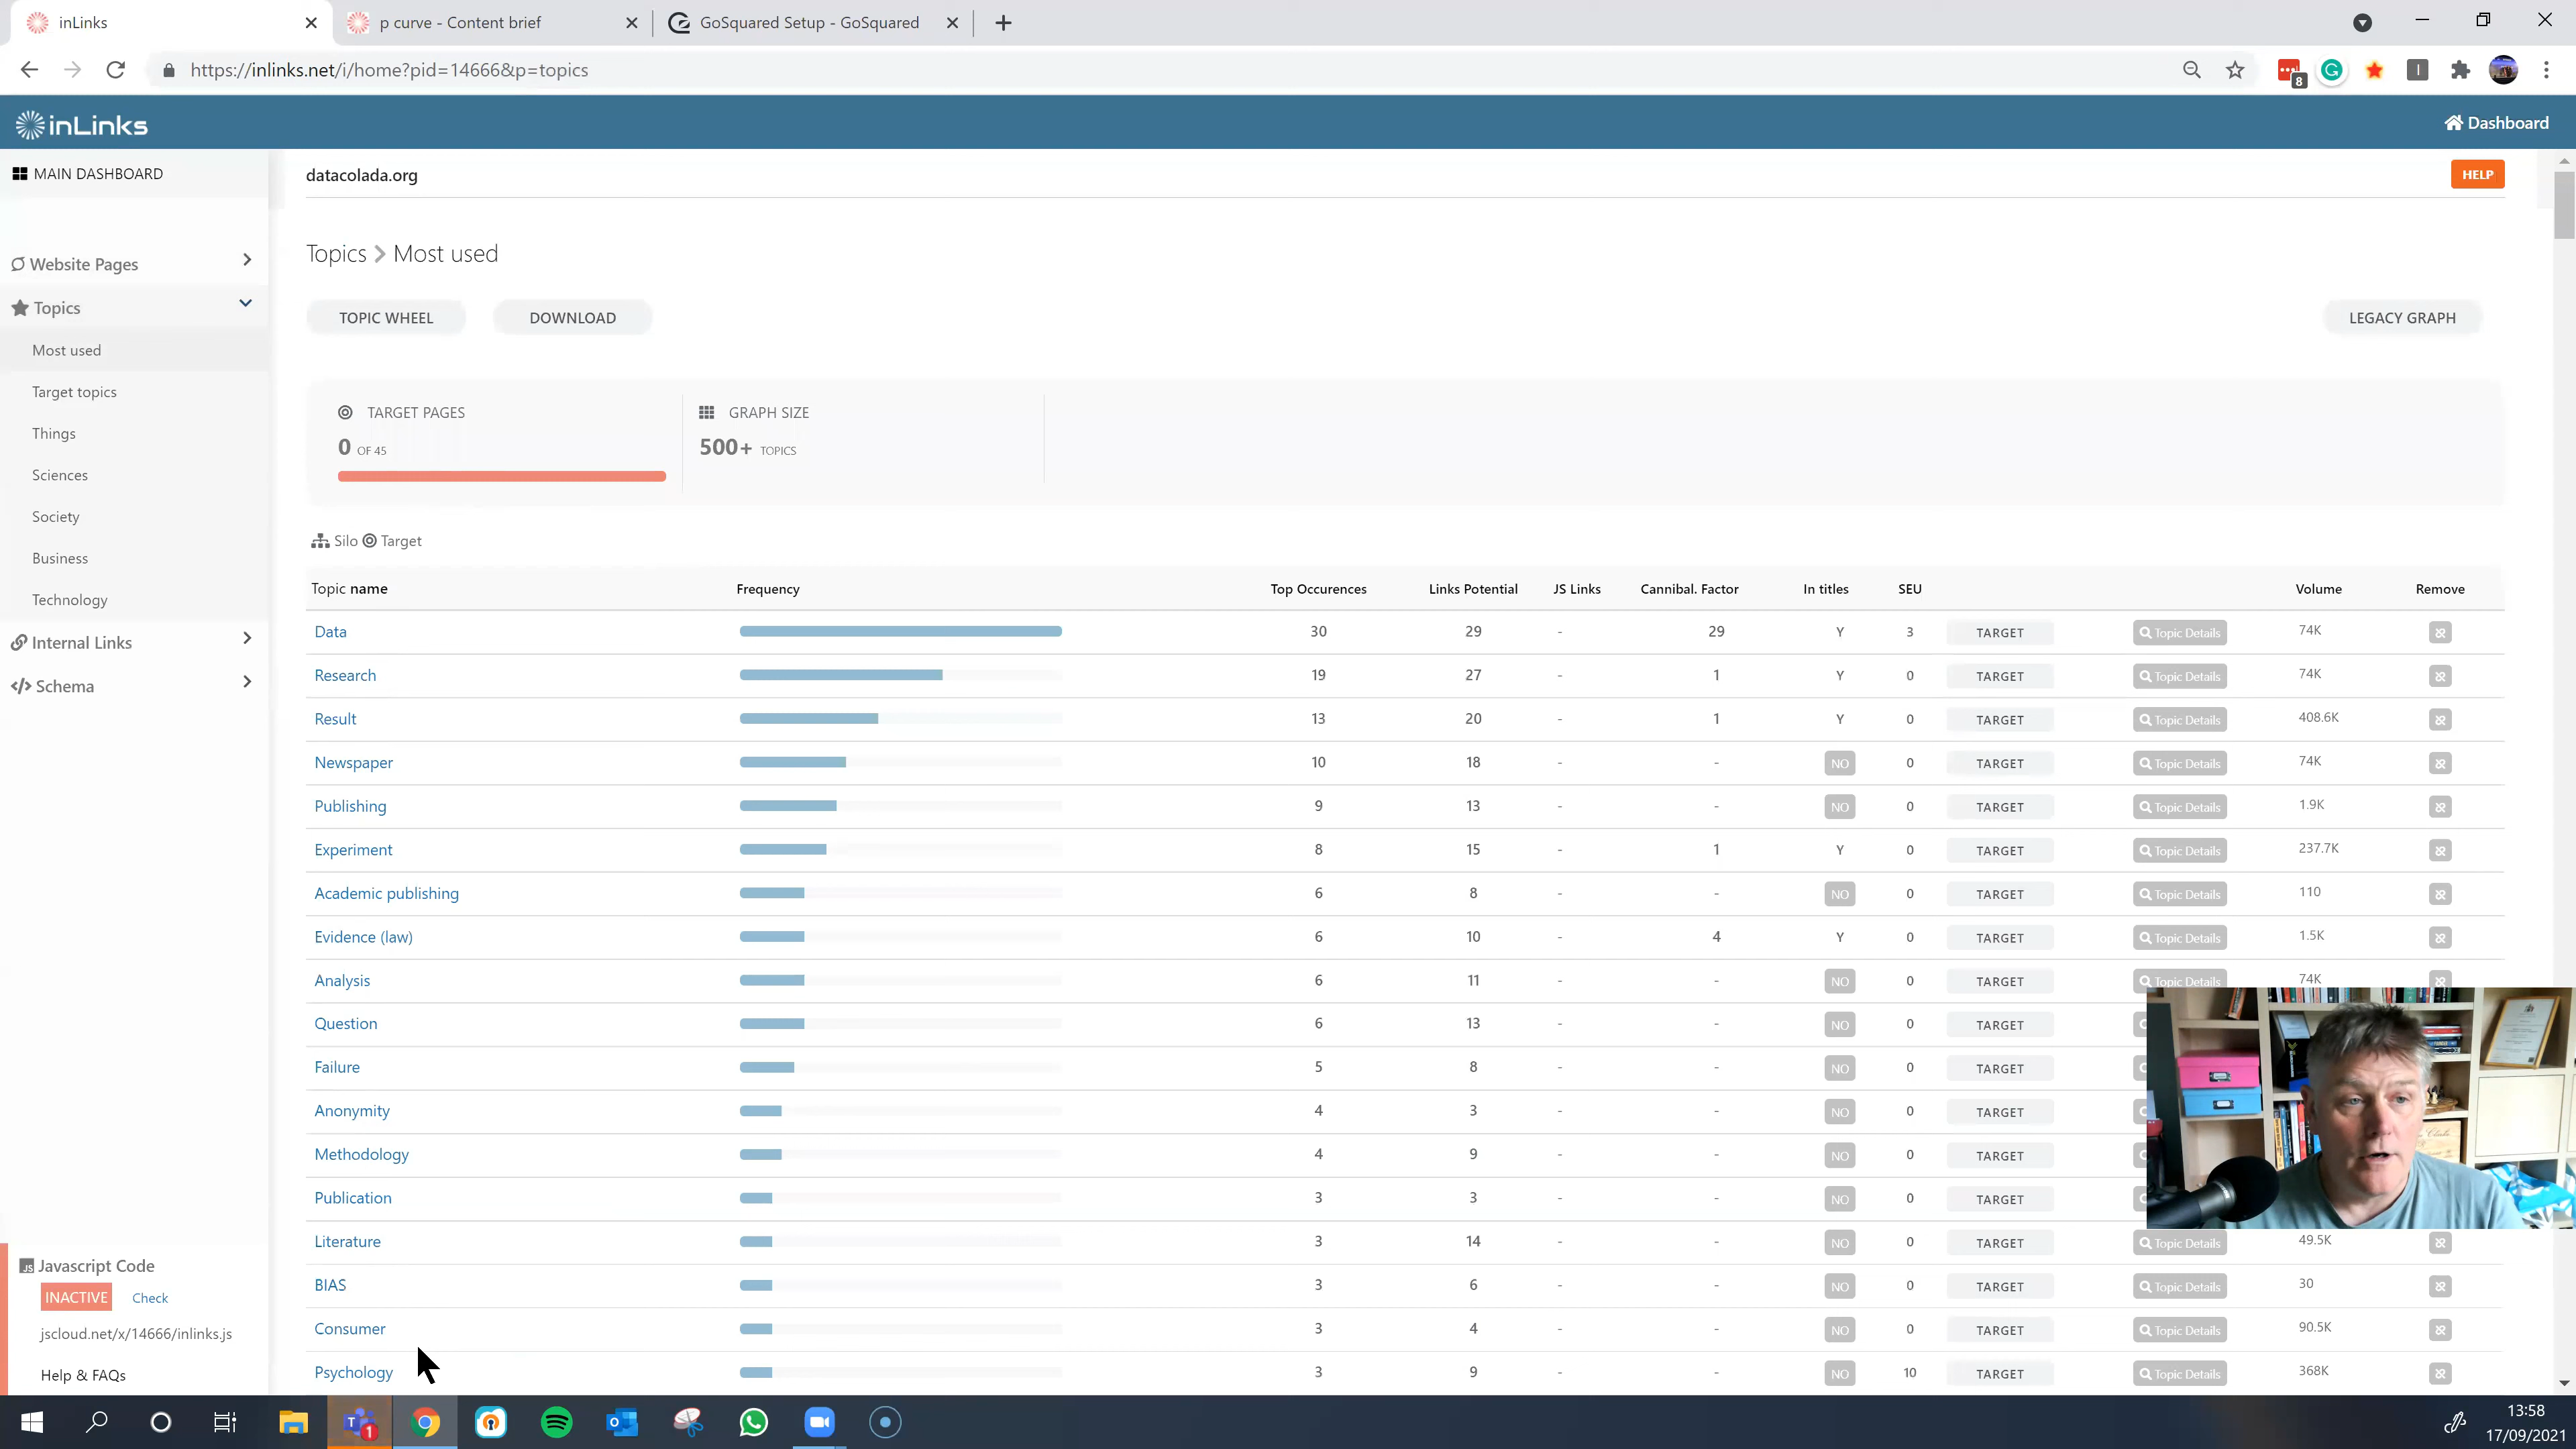 inLinks
p curve - Content brief
GoSquared Setup - GoSquared
https://inlinks.net/i/home?pid=14666&p=topics
8
inLinks
Dashboard
MAIN DASHBOARD
datacolada.org
HELP
Website Pages
Topics
Most used
Target topics
Things
Sciences
Society
Business
Technology
Internal Links
Schema
Topics > Most used
TOPIC WHEEL DOWNLOAD LEGACY GRAPH
TARGET PAGES
0 OF 45
GRAPH SIZE
500+ TOPICS
Silo Target
Topic name Frequency Top Occurences Links Potential JS Links Cannibal. Factor In titles SEU Volume Remove
Data 30 29 - 29 Y 3 TARGET Topic Details 74K
Research 19 27 - 1 Y 0 TARGET Topic Details 74K
Result 13 20 - 1 Y 0 TARGET Topic Details 408.6K
Newspaper 10 18 - - NO 0 TARGET Topic Details 74K
Publishing 9 13 - - NO 0 TARGET Topic Details 1.9K
Experiment 8 15 - 1 Y 0 TARGET Topic Details 237.7K
Academic publishing 6 8 - - NO 0 TARGET Topic Details 110
Evidence (law) 6 10 - 4 Y 0 TARGET Topic Details 1.5K
Analysis 6 11 - - NO 0 TARGET Topic Details 74K
Question 6 13 - - NO 0 TARGET
Failure 5 8 - - NO 0 TARGET
Anonymity 4 3 - - NO 0 TARGET
Methodology 4 9 - - NO 0 TARGET
Publication 3 3 - - NO 0 TARGET
Literature 3 14 - - NO 0 TARGET Topic Details 49.5K
BIAS 3 6 - - NO 0 TARGET Topic Details 30
Consumer 3 4 - - NO 0 TARGET Topic Details 90.5K
Psychology 3 9 - - NO 10 TARGET Topic Details 368K
JS Javascript Code
INACTIVE Check
jscloud.net/x/14666/inlinks.js
Help & FAQs
1
13:58
17/09/2021